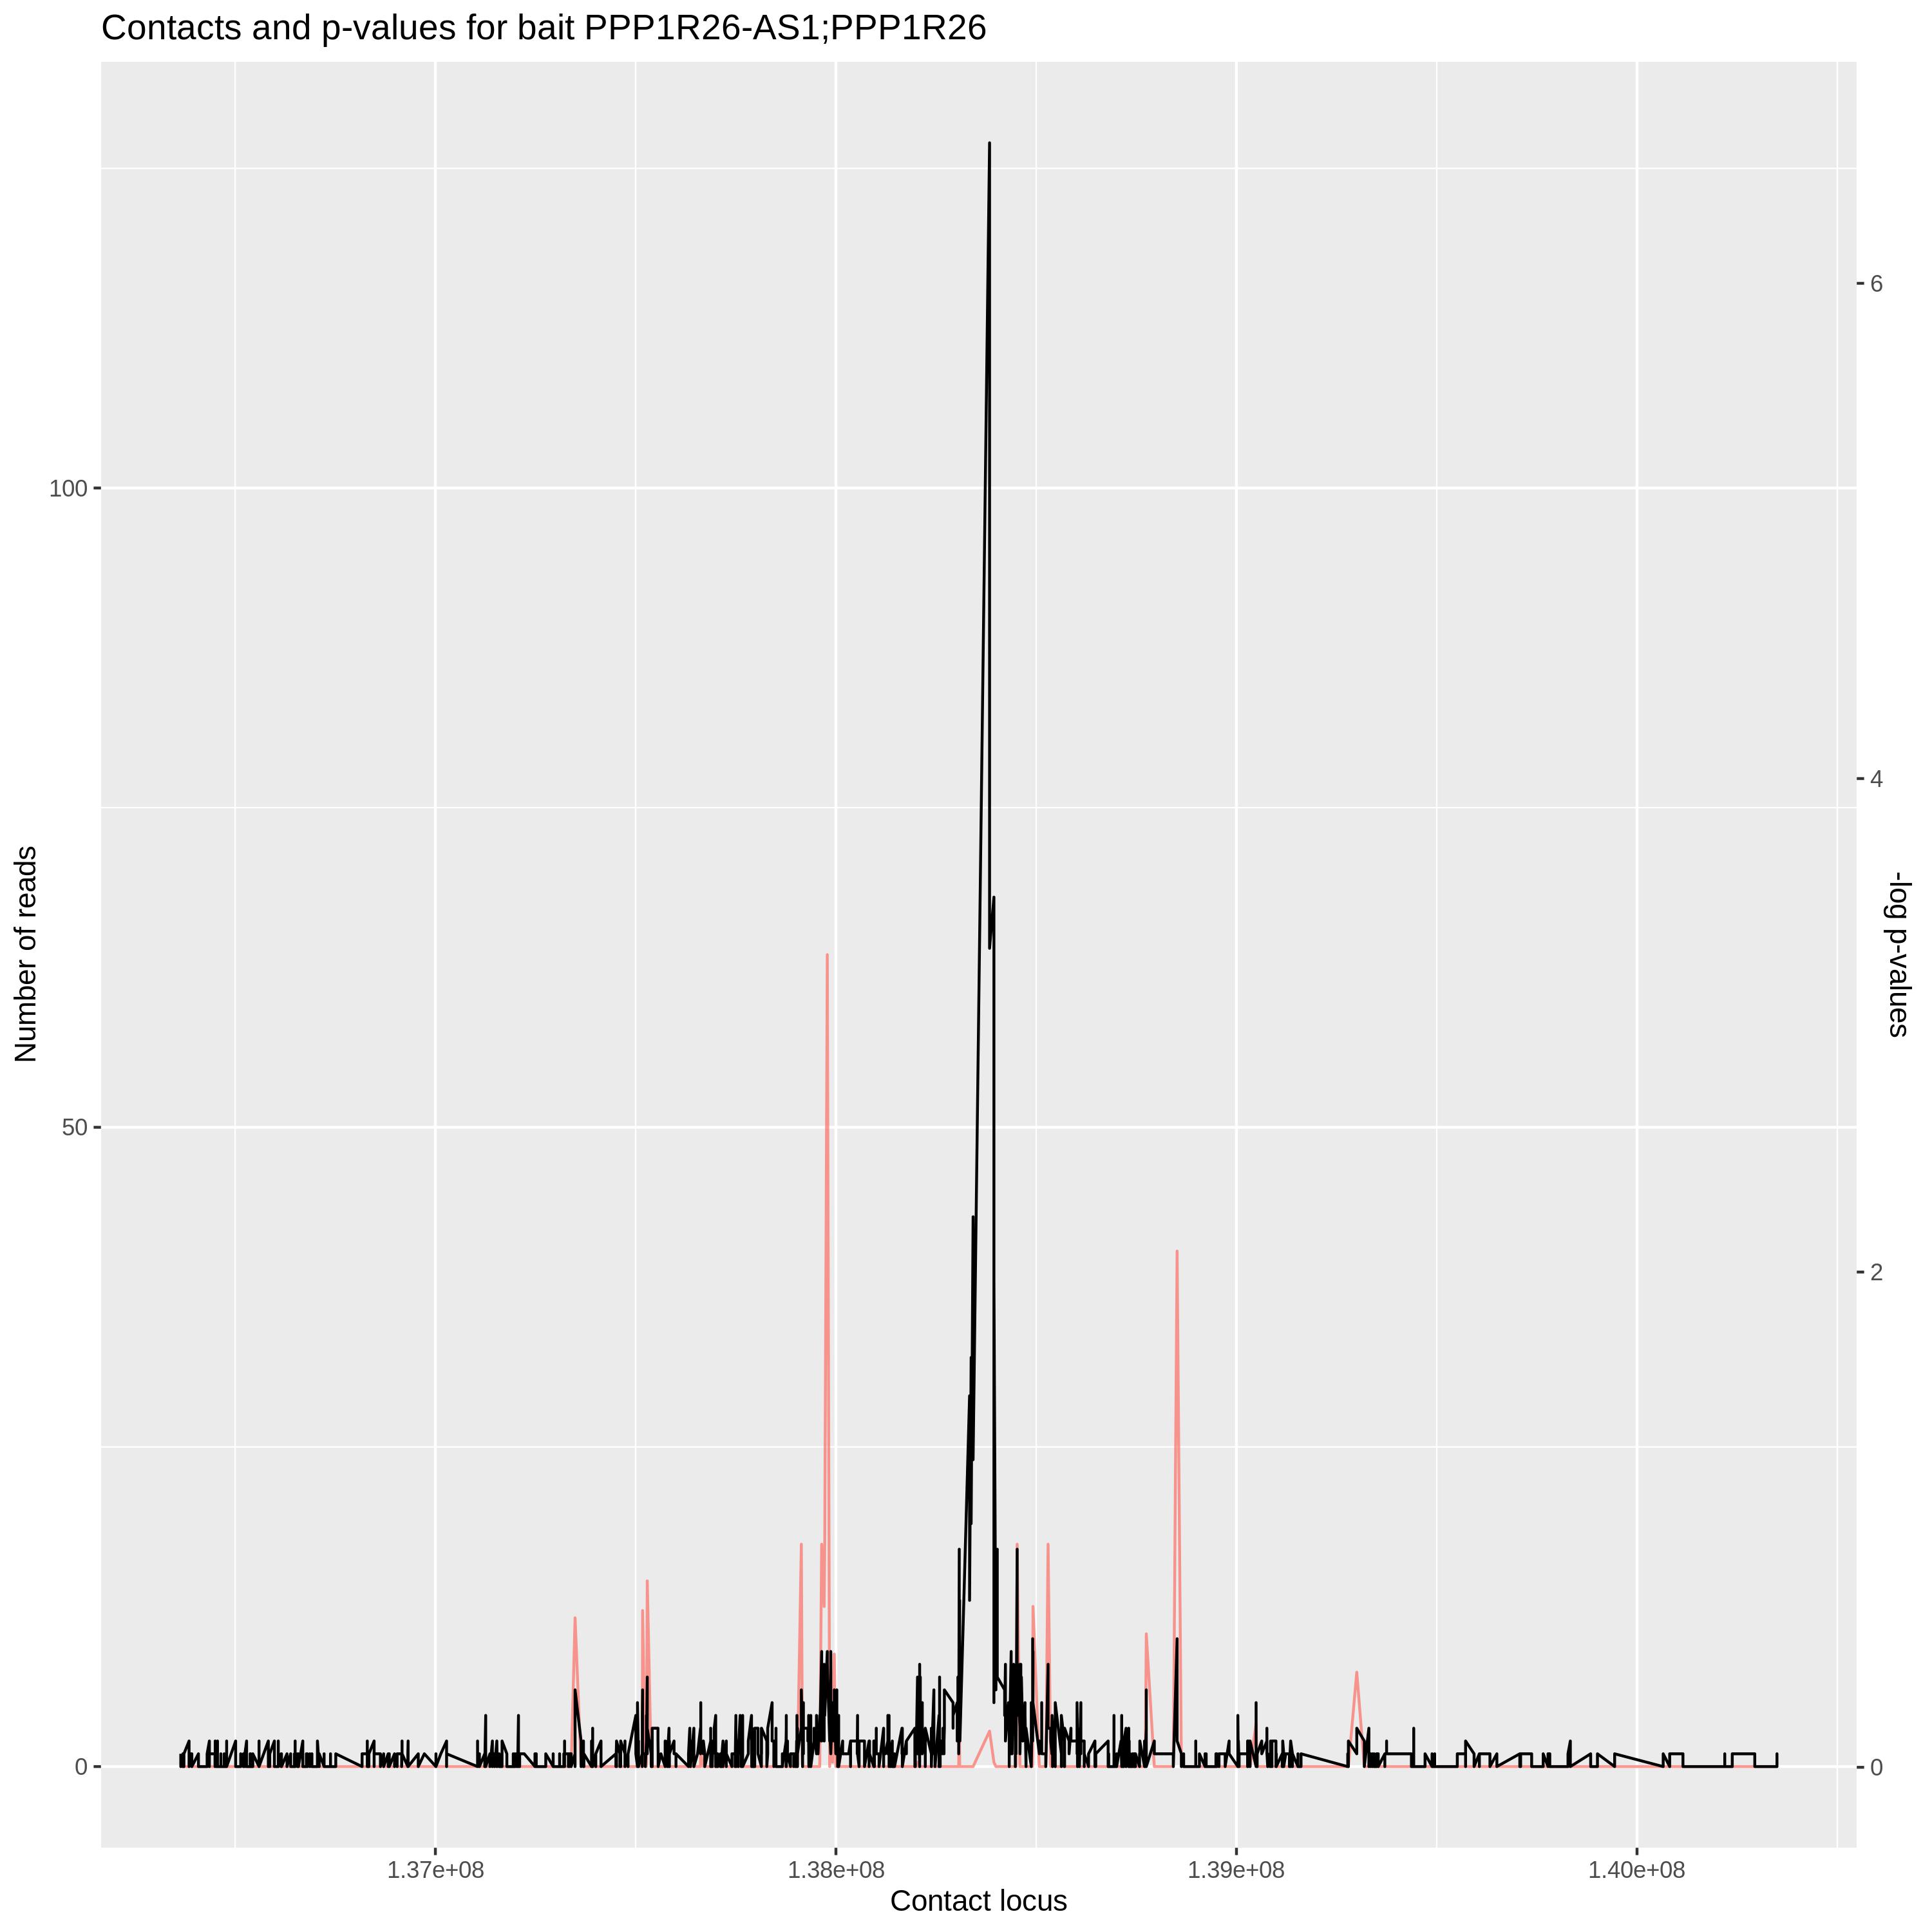 Contacts and p-values for bait PPP1R26-AS1;PPP1R26
Number of reads
100
50
0
6
4
2
0
-log p-values
1.37e+08 1.38e+08 1.39e+08 1.40e+08
Contact locus